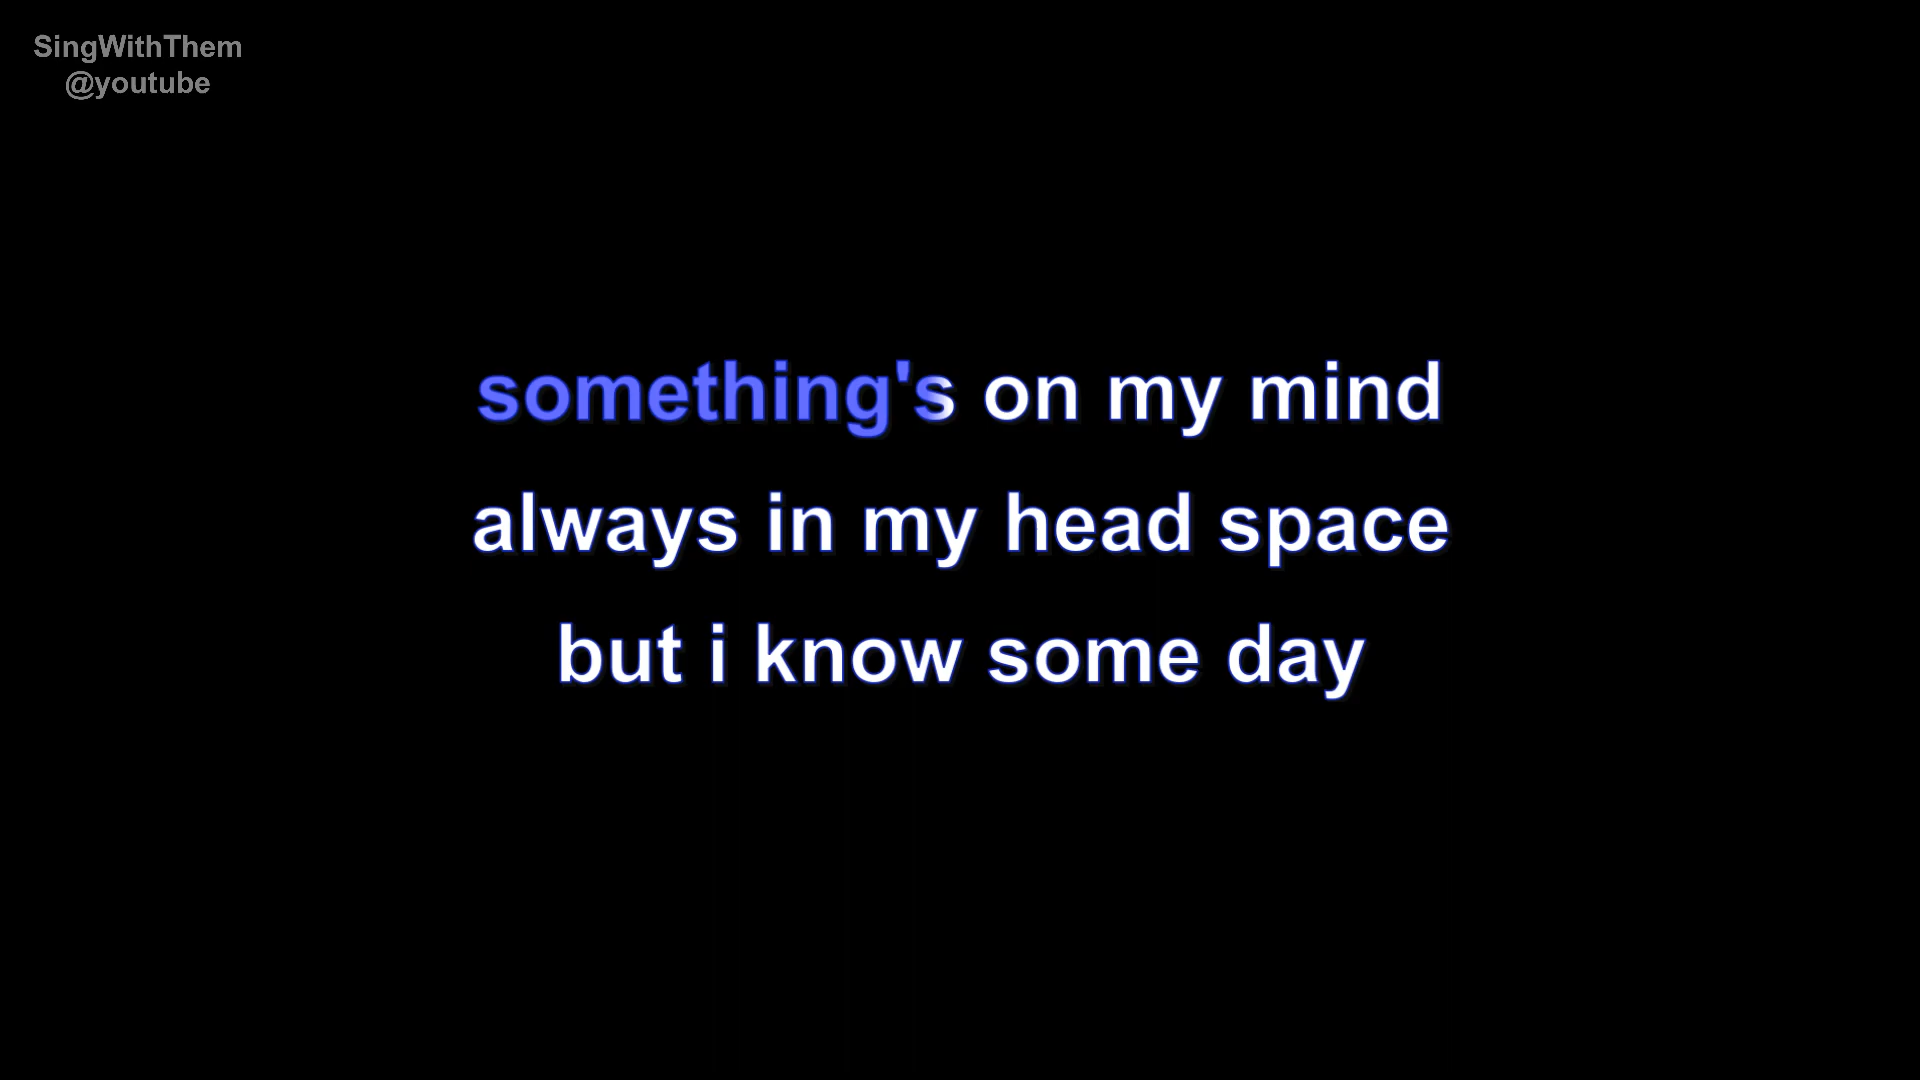 SingWithThem
@youtube
something's on my mind
always in my head space
but i know some day